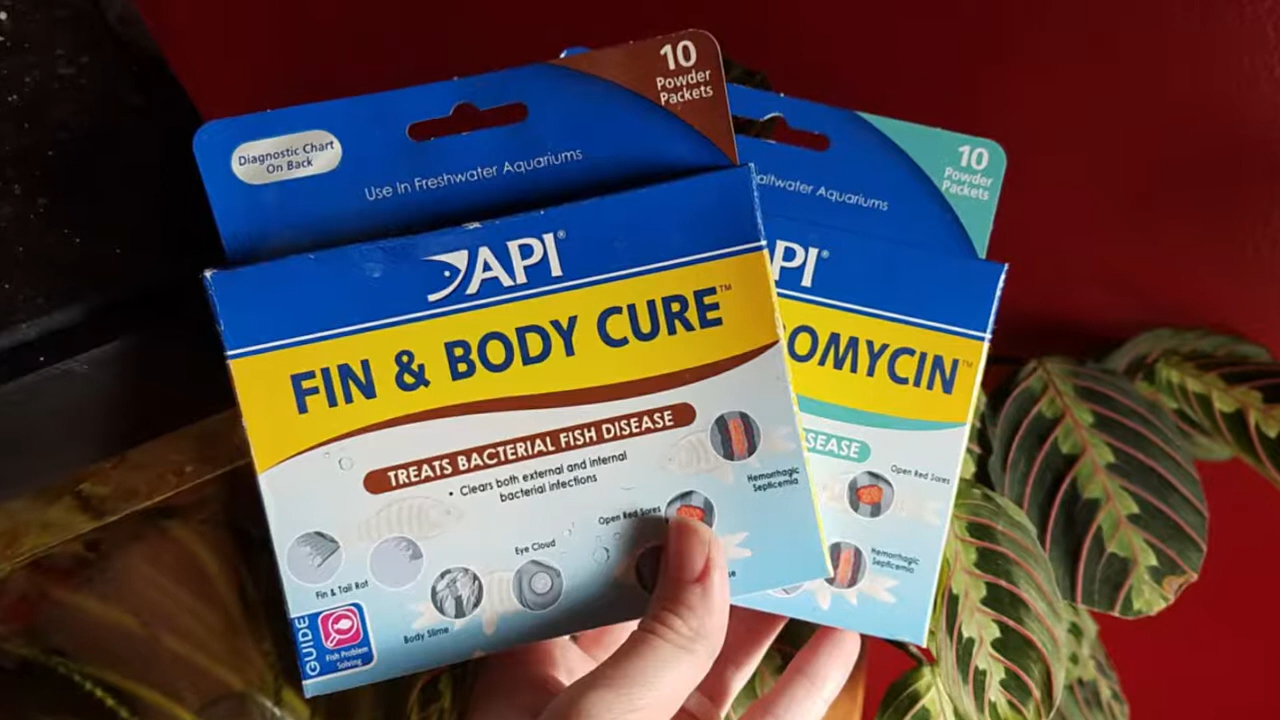 10
Powder
Packets
Diagnostic Chart
On Back
Use In Freshwater Aquariums
API®
FIN & BODY CURE™
TREATS BACTERIAL FISH DISEASE
• Clears both external and internal
bacterial infections
Hemorrhagic
Septicemia
Open Red Sores
Eye Cloud
Fin & Tail Rot
Body Slime
GUIDE
Fish Problem
Solving
10
Powder
Packets
altwater Aquariums
PI®
OMYCIN™
SEASE
Open Red Sores
Hemorrhagic
Septicemia